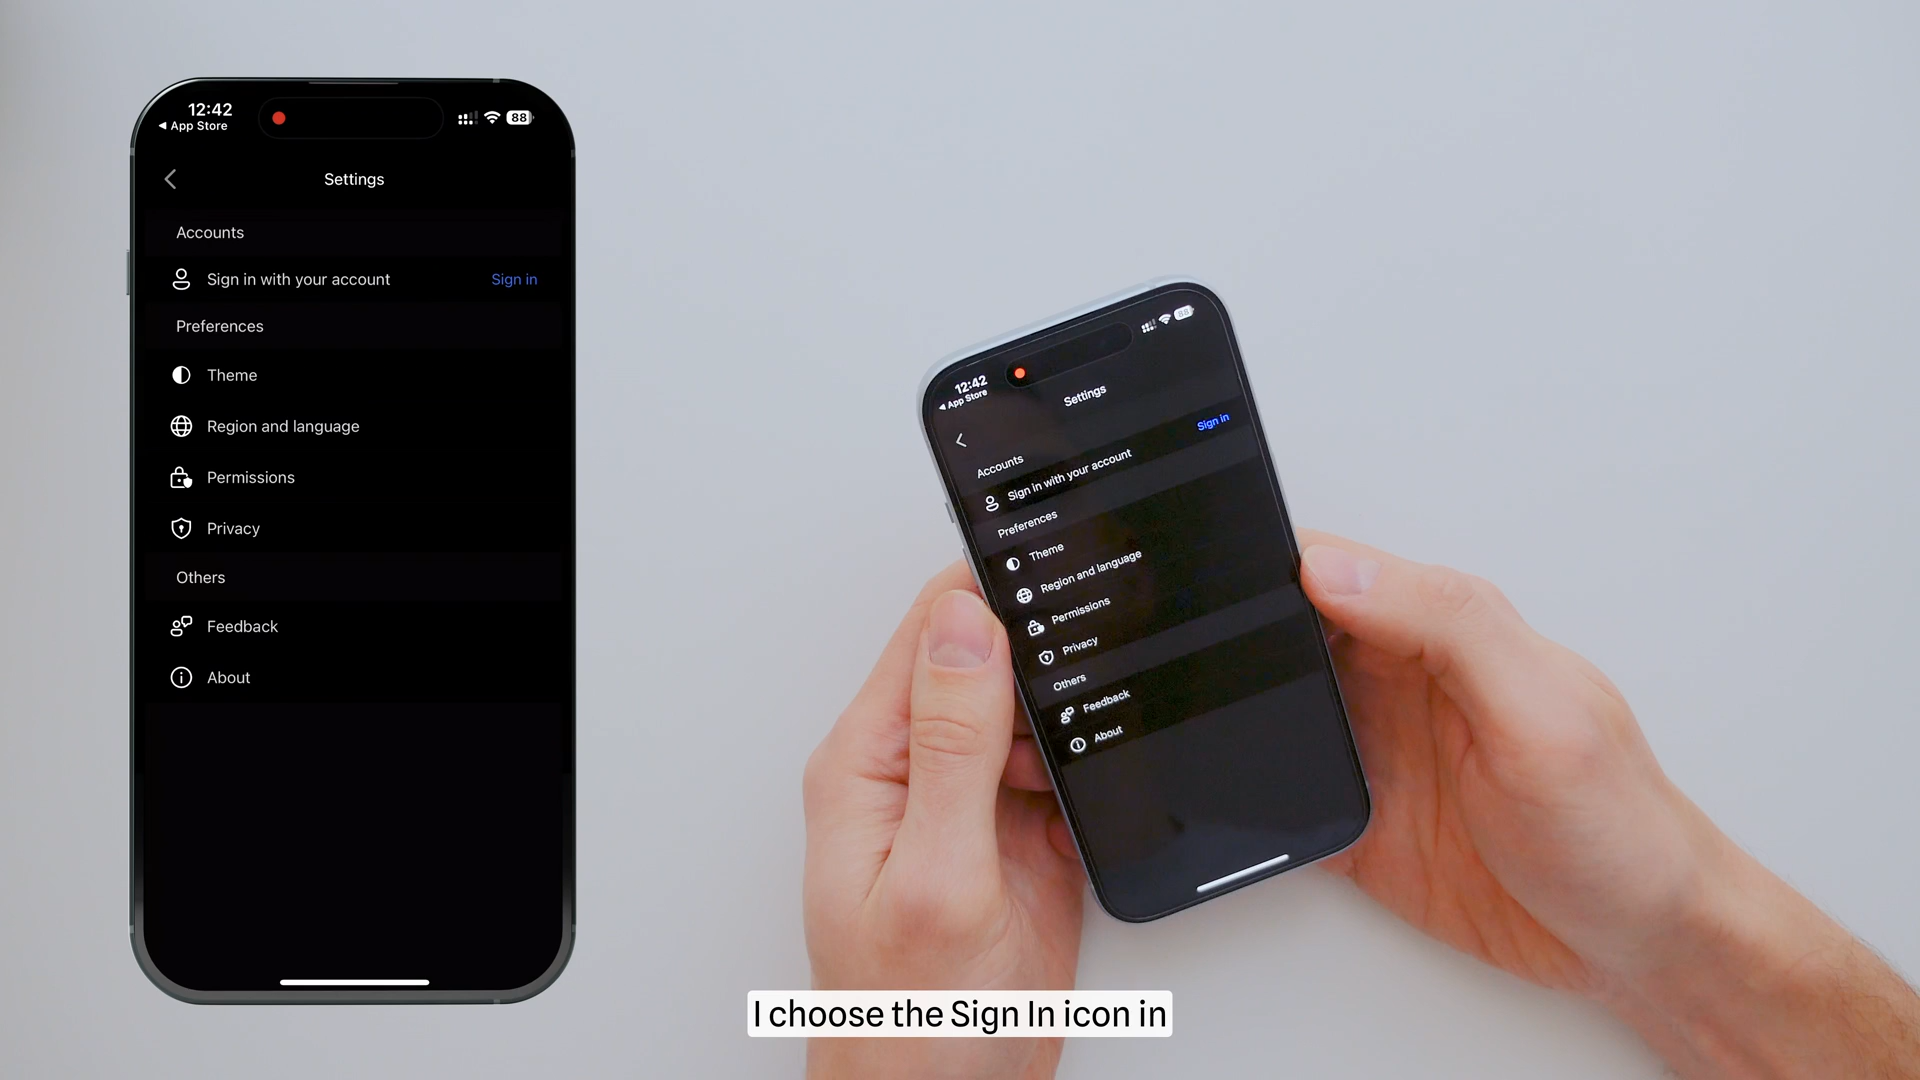 12:42
App Store
88
Settings
Accounts
Sign in with your account
Sign in
Preferences
Theme
Region and language
Permissions
Privacy
Others
Feedback
About
12:42
App Store
88
Settings
Accounts
Sign in with your account
Sign in
Preferences
Theme
Region and language
Permissions
Privacy
Others
Feedback
About
I choose the Sign In icon in